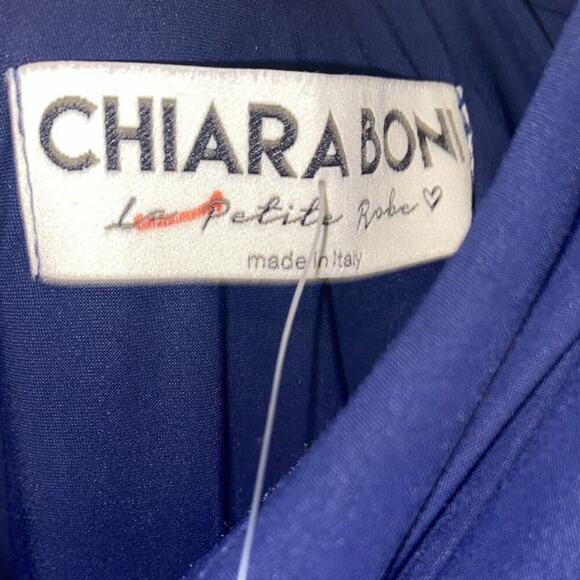 CHIARA BONI
La Petite Robe ♡
made in Italy